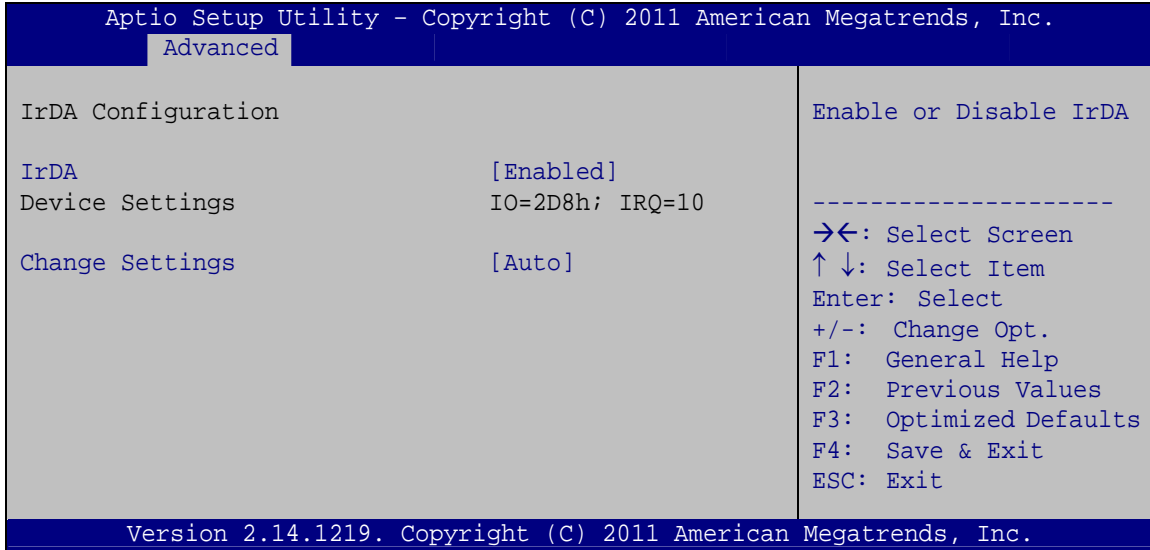 Aptio Setup Utility – Copyright (C) 2011 American Megatrends, Inc.
Advanced
IrDA Configuration
IrDA [Enabled]
Device Settings IO=2D8h; IRQ=10
Change Settings [Auto]
Enable or Disable IrDA
---------------------
→←: Select Screen
↑ ↓: Select Item
Enter: Select
+/-: Change Opt.
F1: General Help
F2: Previous Values
F3: Optimized Defaults
F4: Save & Exit
ESC: Exit
Version 2.14.1219. Copyright (C) 2011 American Megatrends, Inc.